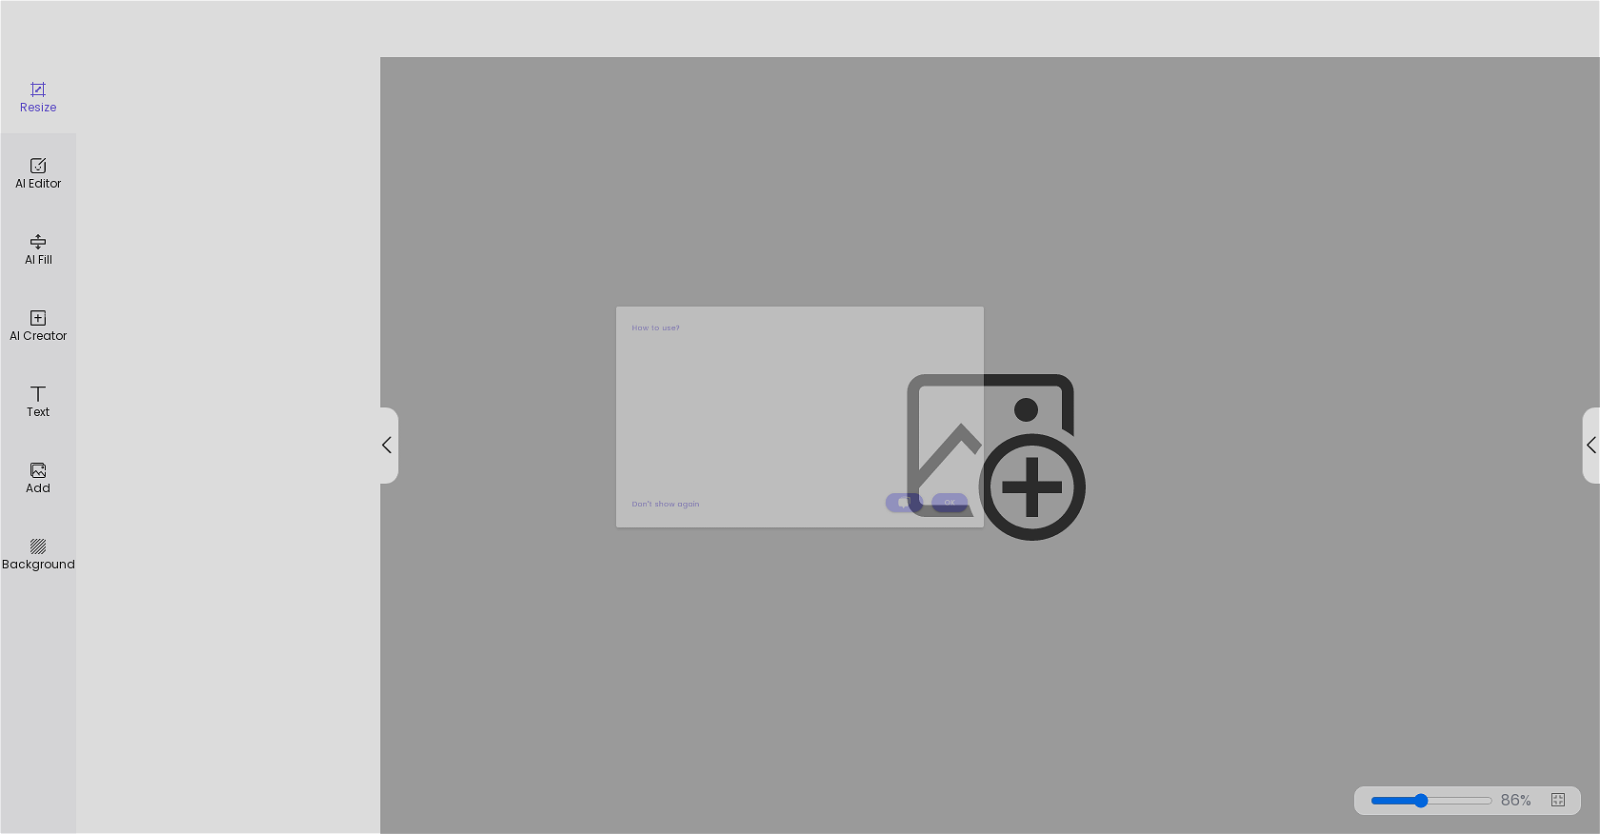 Resize
AI Editor
AI Fill
AI Creator
Text
Add
Background
How to use?
Don't show again
OK
86%